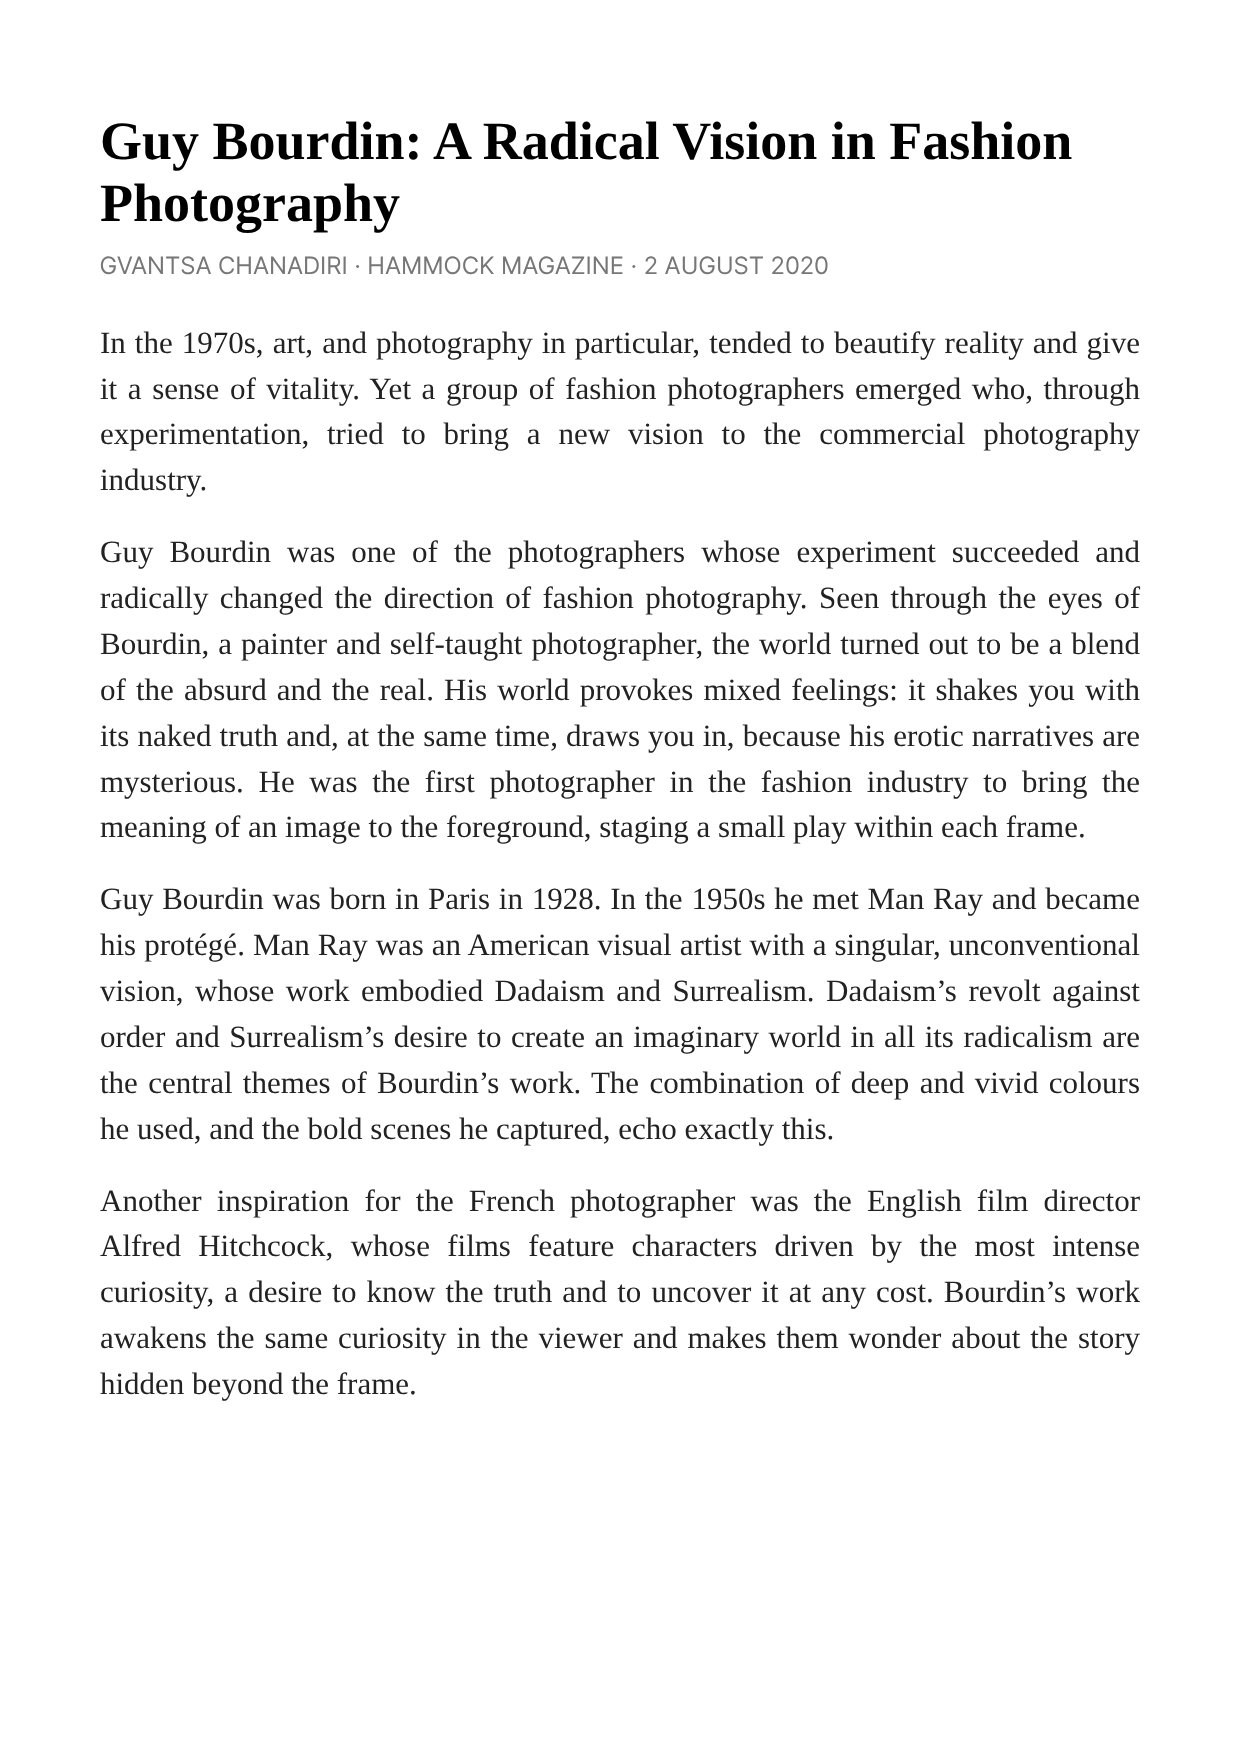 Guy Bourdin: A Radical Vision in Fashion
Photography
GVANTSA CHANADIRI · HAMMOCK MAGAZINE · 2 AUGUST 2020
In the 1970s, art, and photography in particular, tended to beautify reality and give
it a sense of vitality. Yet a group of fashion photographers emerged who, through
experimentation, tried to bring a new vision to the commercial photography
industry.
Guy Bourdin was one of the photographers whose experiment succeeded and
radically changed the direction of fashion photography. Seen through the eyes of
Bourdin, a painter and self-taught photographer, the world turned out to be a blend
of the absurd and the real. His world provokes mixed feelings: it shakes you with
its naked truth and, at the same time, draws you in, because his erotic narratives are
mysterious. He was the first photographer in the fashion industry to bring the
meaning of an image to the foreground, staging a small play within each frame.
Guy Bourdin was born in Paris in 1928. In the 1950s he met Man Ray and became
his protégé. Man Ray was an American visual artist with a singular, unconventional
vision, whose work embodied Dadaism and Surrealism. Dadaism’s revolt against
order and Surrealism’s desire to create an imaginary world in all its radicalism are
the central themes of Bourdin’s work. The combination of deep and vivid colours
he used, and the bold scenes he captured, echo exactly this.
Another inspiration for the French photographer was the English film director
Alfred Hitchcock, whose films feature characters driven by the most intense
curiosity, a desire to know the truth and to uncover it at any cost. Bourdin’s work
awakens the same curiosity in the viewer and makes them wonder about the story
hidden beyond the frame.